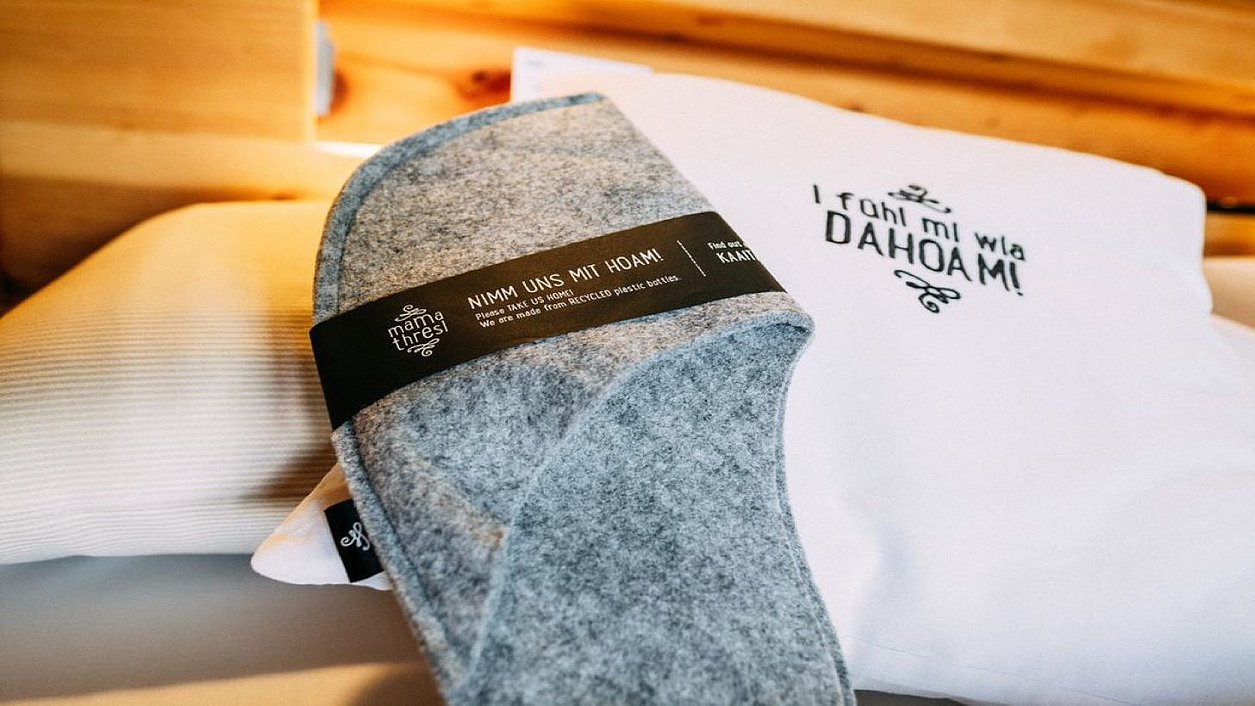 mama
thresl
NIMM UNS MIT HOAM!
Please TAKE US HOME!
We are made from RECYCLED plastic bottles.
Find out
I fühl mi wia
DAHOAM!